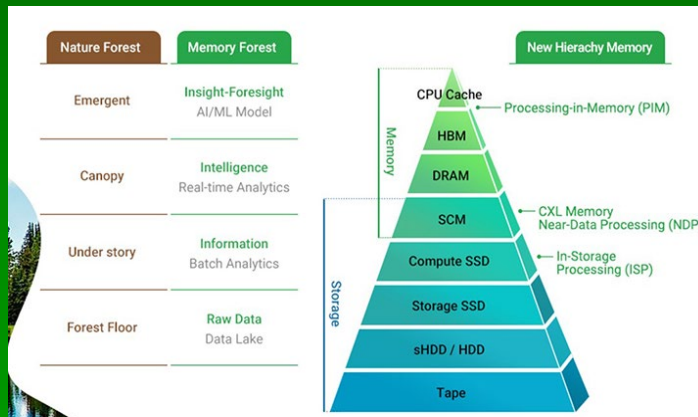 Nature Forest
Memory Forest
Emergent
Insight-Foresight
AI/ML Model
Canopy
Intelligence
Real-time Analytics
Under story
Information
Batch Analytics
Forest Floor
Raw Data
Data Lake
New Hierachy Memory
Memory
Storage
CPU Cache
Processing-in-Memory (PIM)
HBM
DRAM
SCM
CXL Memory
Near-Data Processing (NDP
Compute SSD
In-Storage
Processing (ISP)
Storage SSD
sHDD / HDD
Tape